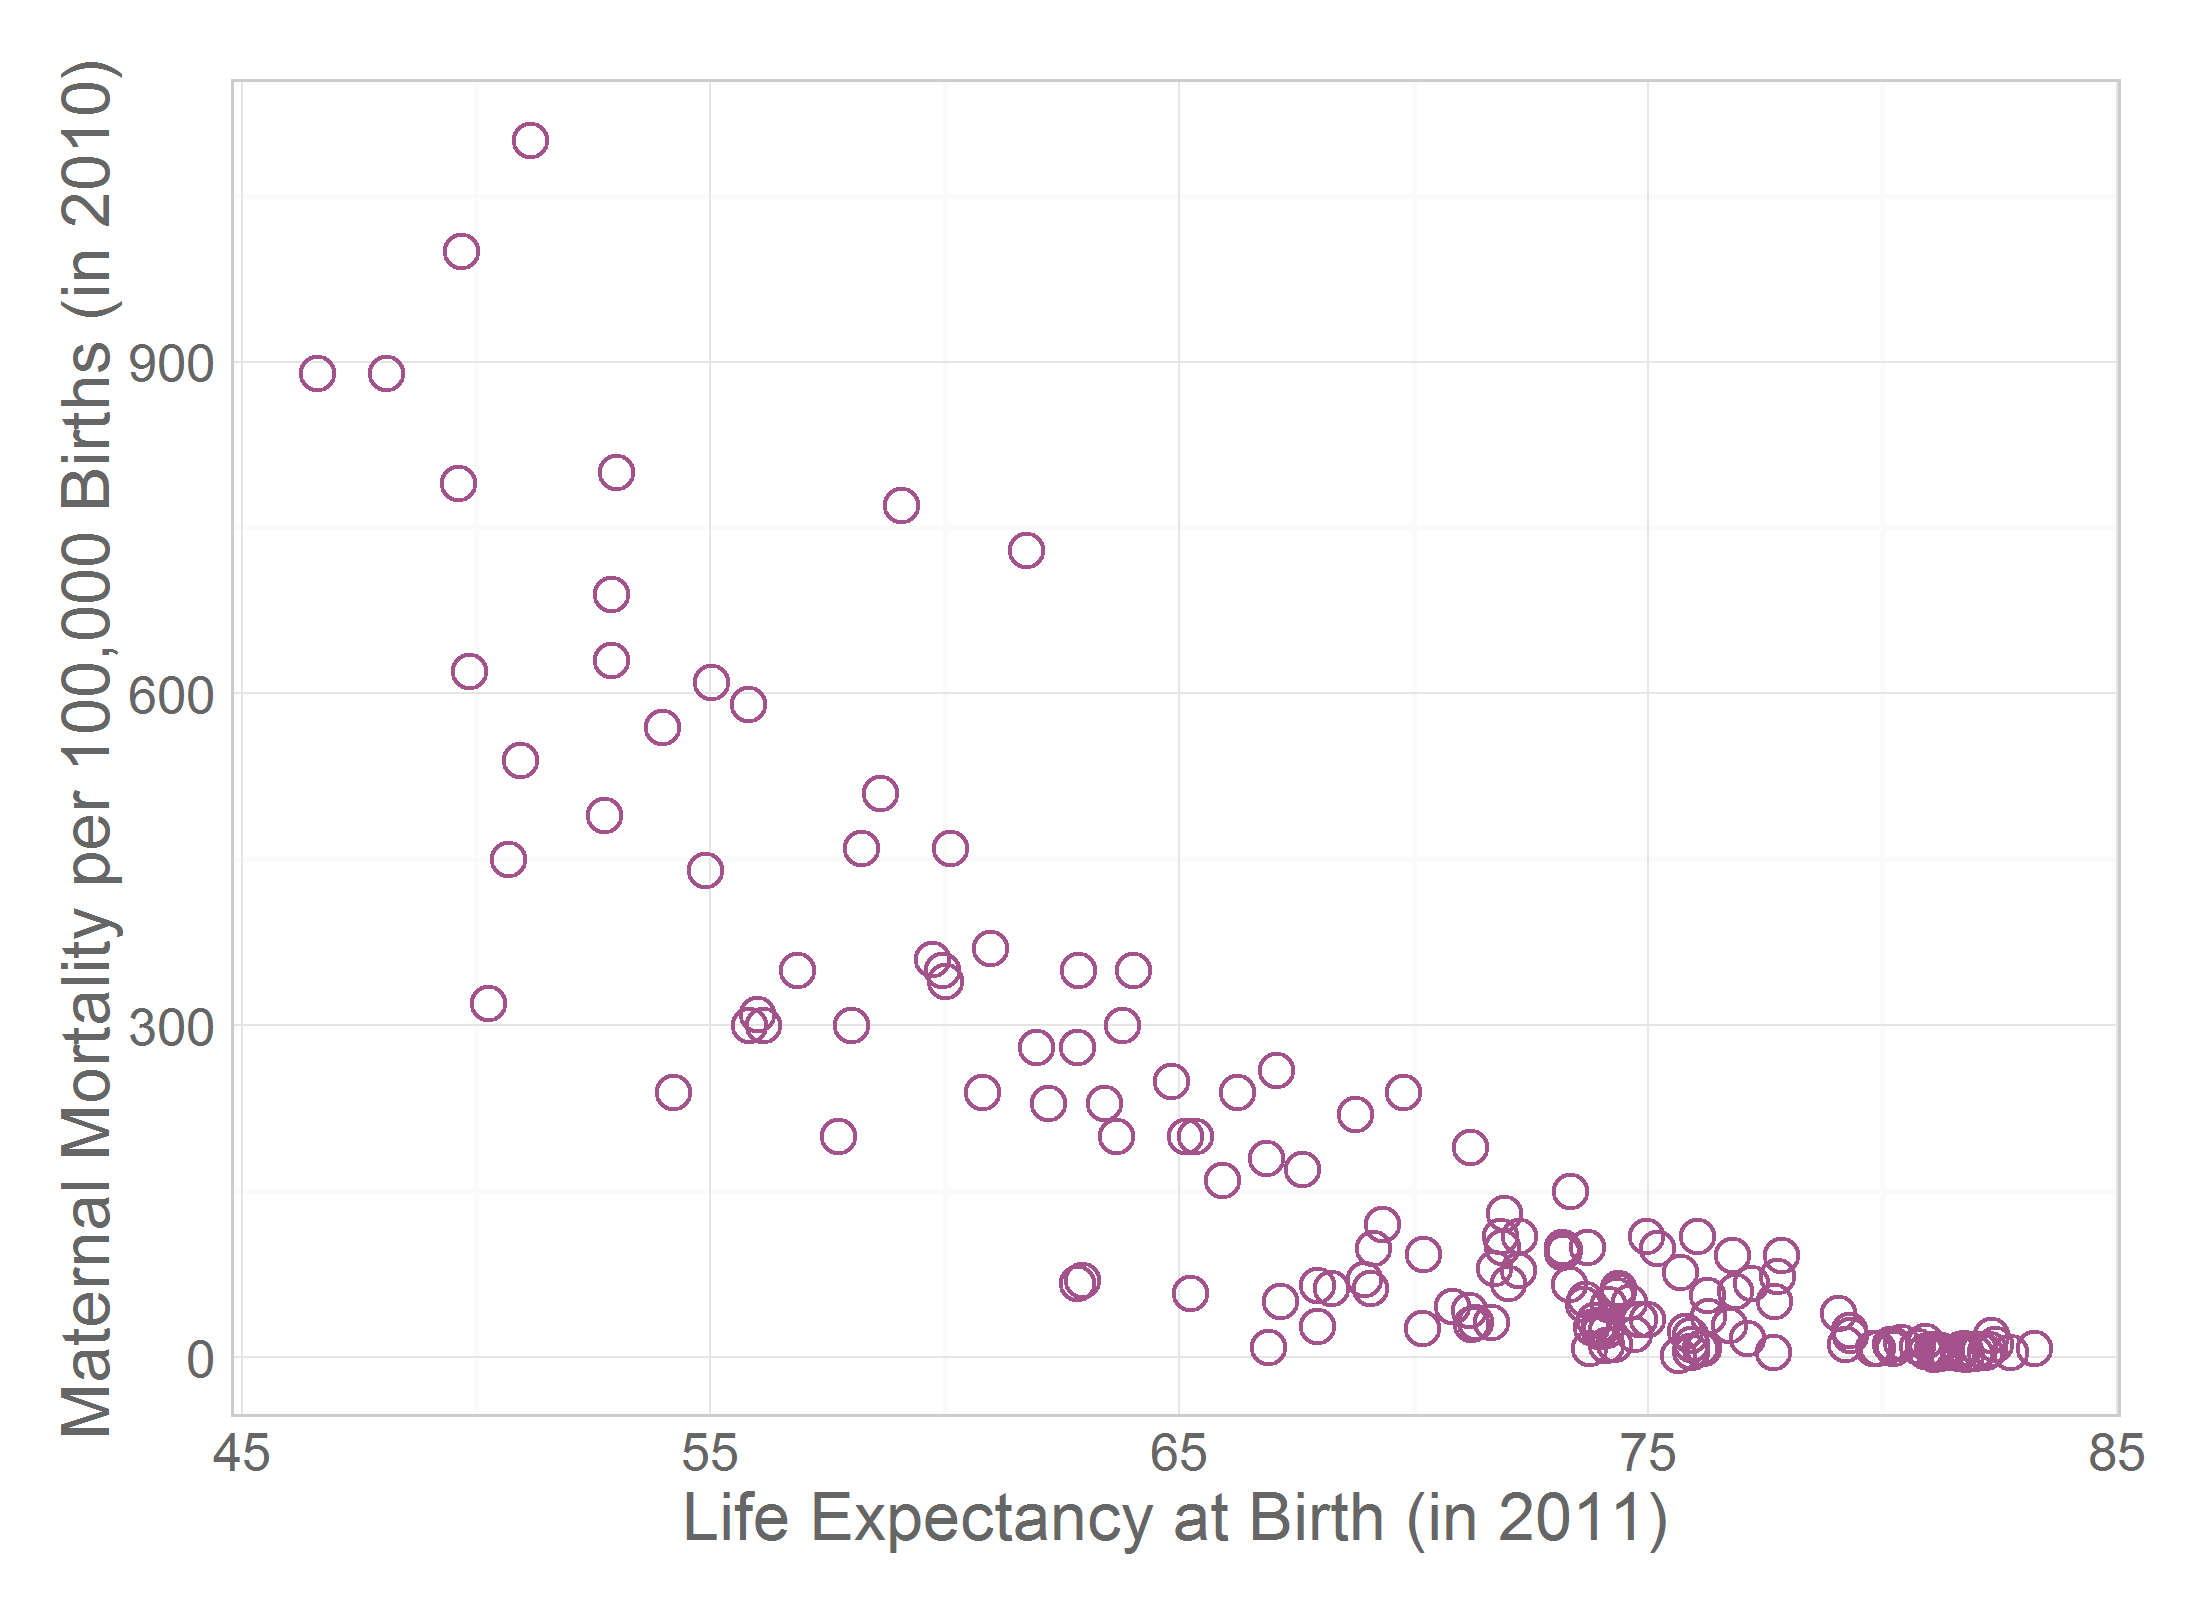 Maternal Mortality per 100,000 Births (in 2010)
900
600
300
0
45 55 65 75 85
Life Expectancy at Birth (in 2011)